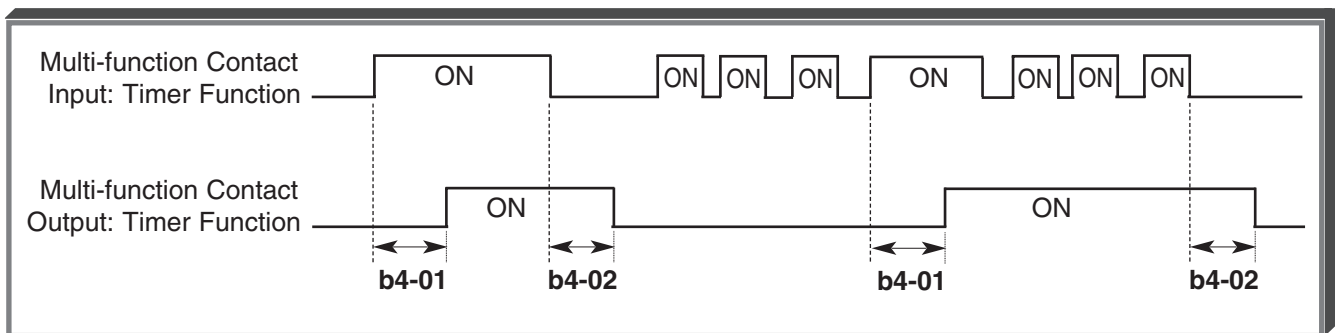 Multi-function Contact
Input: Timer Function
ON
ON
ON
ON
ON
ON
ON
ON
Multi-function Contact
Output: Timer Function
ON
ON
b4-01
b4-02
b4-01
b4-02